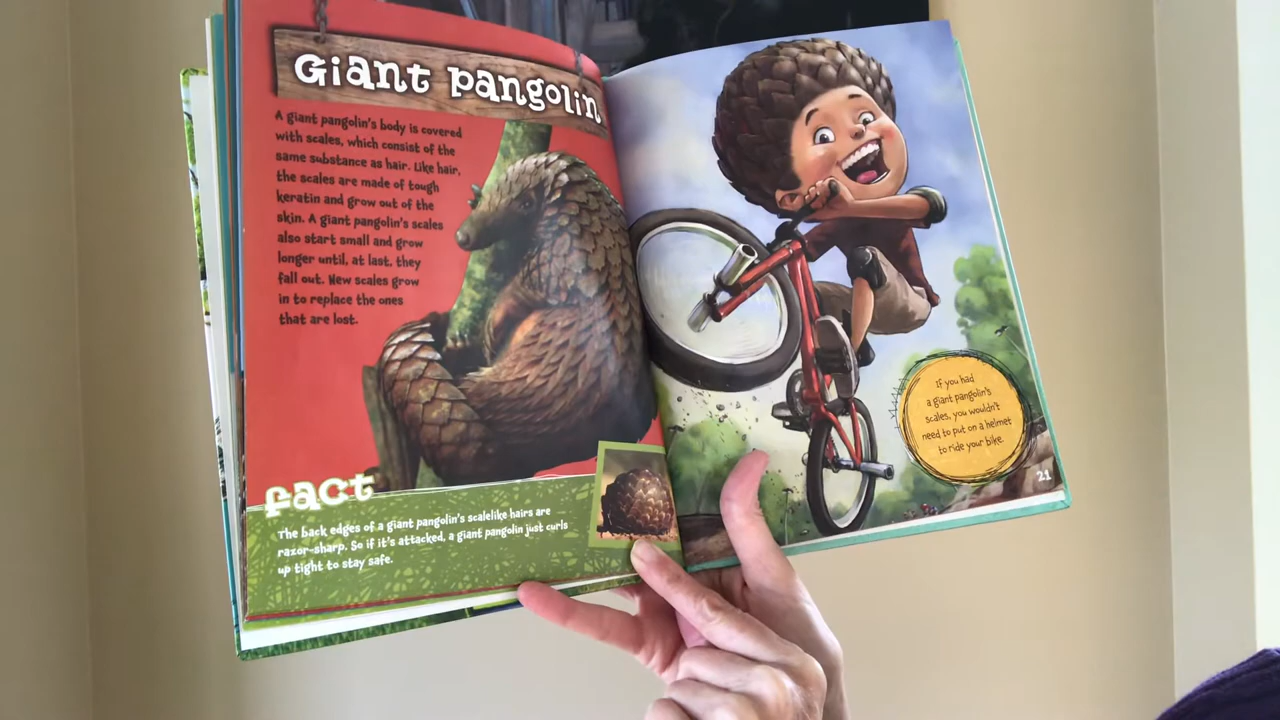 Giant pangolin
A giant pangolin's body is covered
with scales, which consist of the
same substance as hair. Like hair,
the scales are made of tough
keratin and grow out of the
skin. A giant pangolin's scales
also start small and grow
longer until, at last, they
fall out. New scales grow
in to replace the ones
that are lost.
fact
The back edges of a giant pangolin's scalelike hairs are
razor-sharp. So if it's attacked, a giant pangolin just curls
up tight to stay safe.
If you had
a giant pangolin's
scales, you wouldn't
need to put on a helmet
to ride your bike.
21